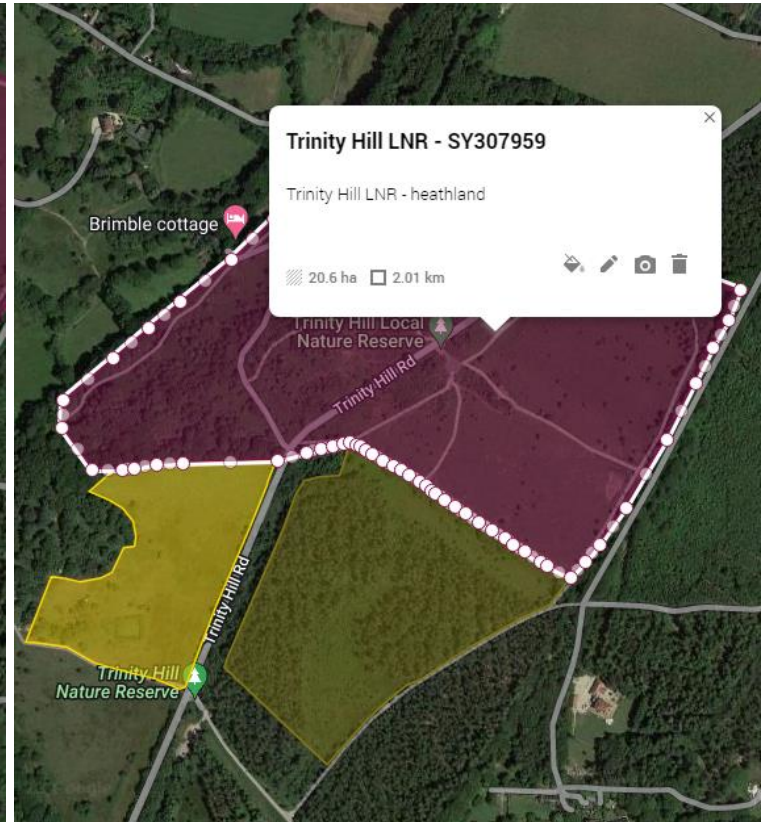 Trinity Hill LNR - SY307959
Trinity Hill LNR - heathland
20.6 ha 2.01 km
Brimble cottage
Trinity Hill Local
Nature Reserve
Trinity Hill Rd
Trinity Hill Rd
Trinity Hill
Nature Reserve